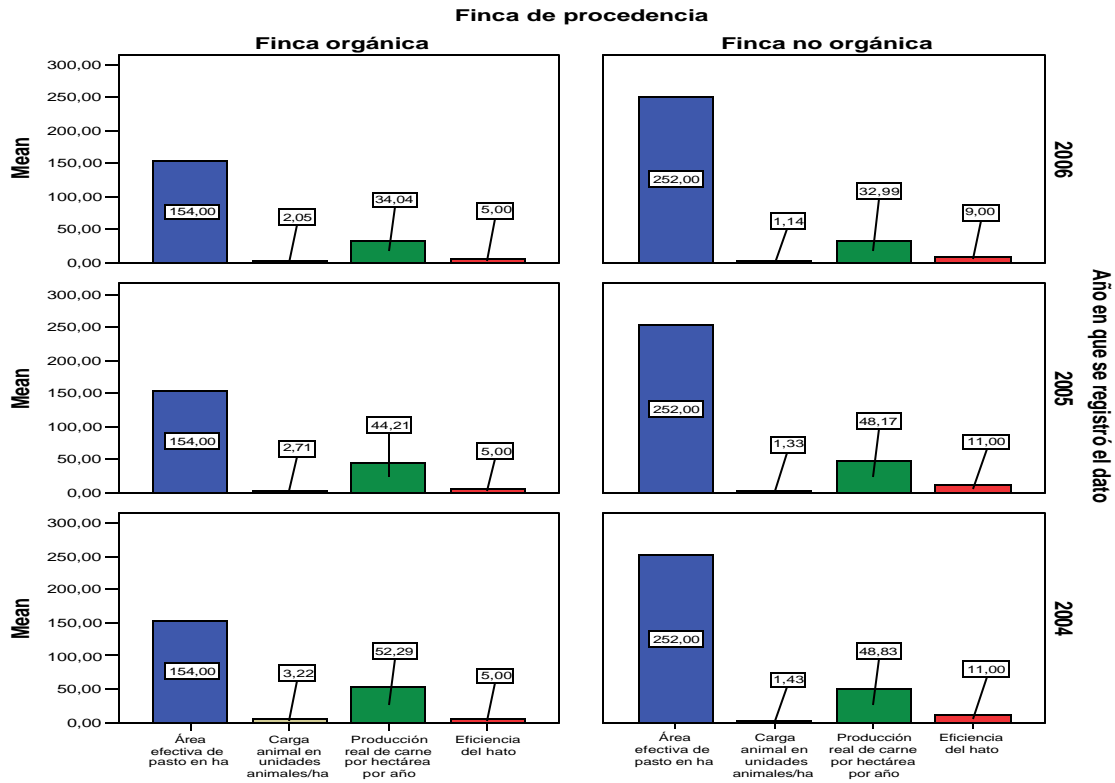 Finca de procedencia
Finca orgánica
Finca no orgánica
300,00
250,00
200,00
150,00
100,00
50,00
0,00
Mean
154,00
2,05
34,04
5,00
252,00
1,14
32,99
9,00
2006
300,00
250,00
200,00
150,00
100,00
50,00
0,00
Mean
154,00
2,71
44,21
5,00
252,00
1,33
48,17
11,00
2005
300,00
250,00
200,00
150,00
100,00
50,00
0,00
Mean
154,00
3,22
52,29
5,00
252,00
1,43
48,83
11,00
2004
Año en que se registró el dato
Área
efectiva de
pasto en ha
Carga
animal en
unidades
animales/ha
Producción
real de carne
por hectárea
por año
Eficiencia
del hato
Área
efectiva de
pasto en ha
Carga
animal en
unidades
animales/ha
Producción
real de carne
por hectárea
por año
Eficiencia
del hato